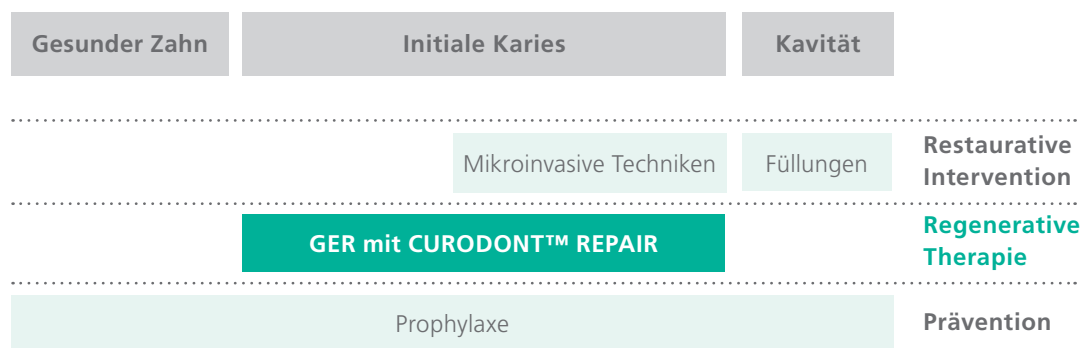 Gesunder Zahn
Initiale Karies
Kavität
Mikroinvasive Techniken
Füllungen
Restaurative
Intervention
GER mit CURODONT™ REPAIR
Regenerative
Therapie
Prophylaxe
Prävention